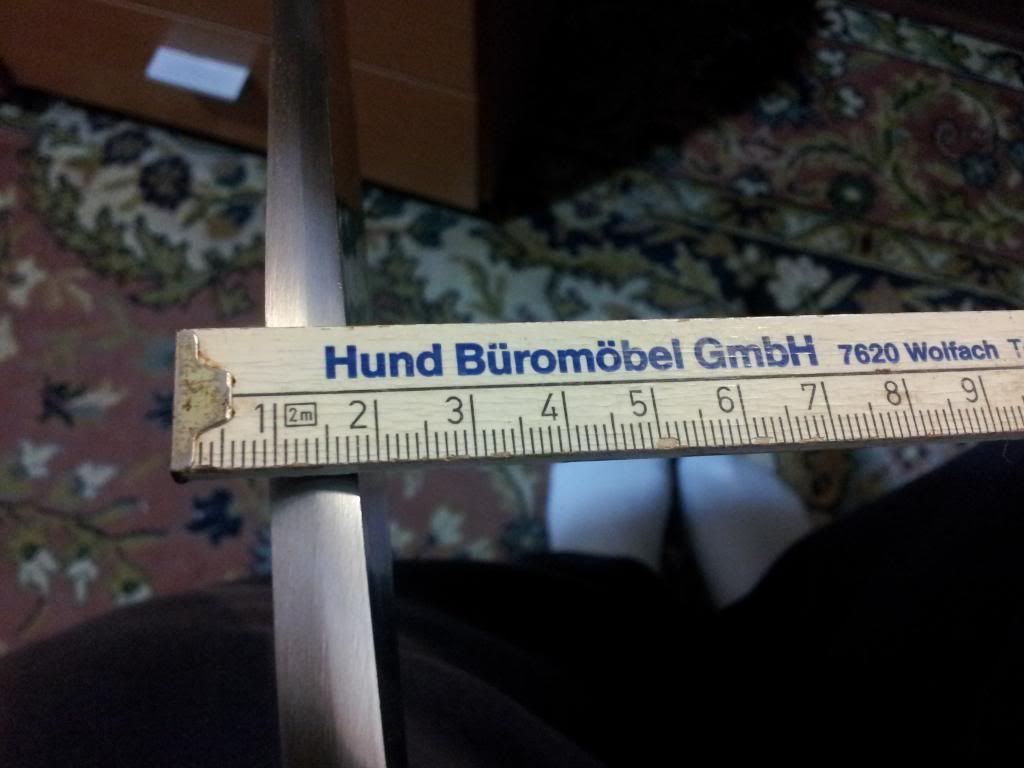 Hund Büromöbel GmbH 7620 Wolfach
1 2m 2 3 4 5 6 7 8 9